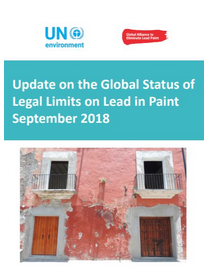 UN
environment
Global Alliance to
Eliminate Lead Paint
Update on the Global Status of
Legal Limits on Lead in Paint
September 2018